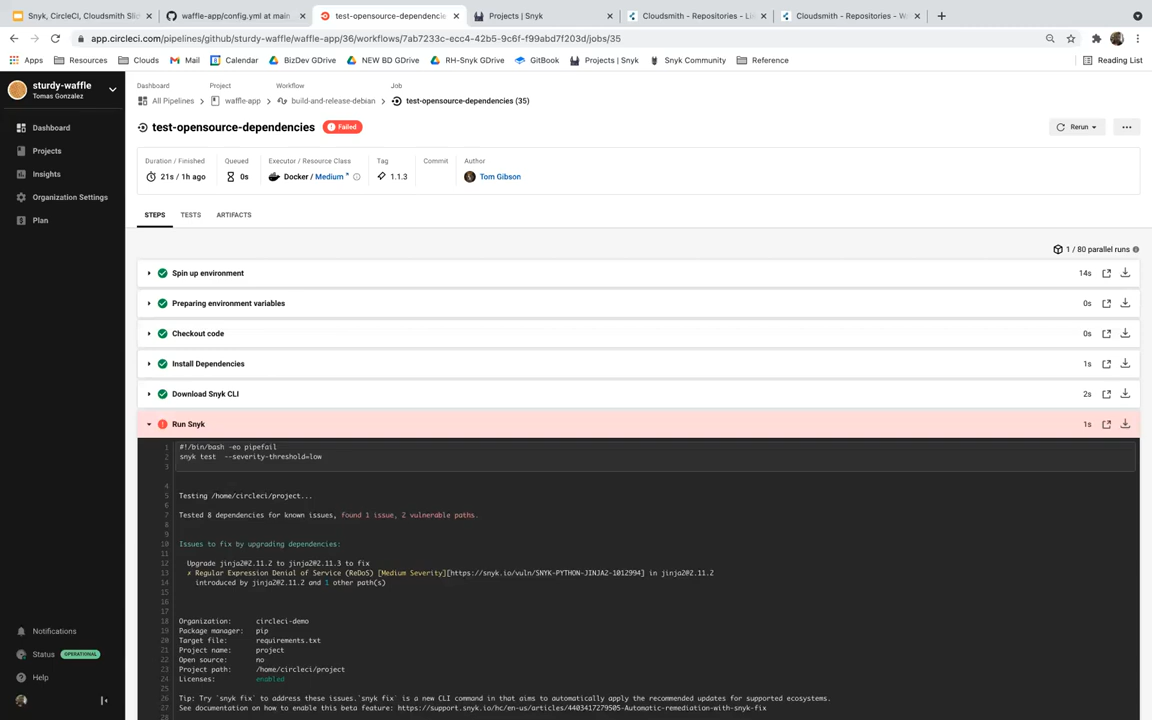 Snyk, CircleCI, Cloudsmith Slid
waffle-app/config.yml at main
test-opensource-dependencie
Projects | Snyk
Cloudsmith - Repositories - Li
Cloudsmith - Repositories - W
app.circleci.com/pipelines/github/sturdy-waffle/waffle-app/36/workflows/7ab7233c-ecc4-42b5-9c6f-f99abd7f203d/jobs/35
Apps
Resources
Clouds
Mail
Calendar
BizDev GDrive
NEW BD GDrive
RH-Snyk GDrive
GitBook
Projects | Snyk
Snyk Community
Reference
Reading List
sturdy-waffle
Tomas Gonzalez
Dashboard
Projects
Insights
Organization Settings
Plan
Notifications
Status OPERATIONAL
Help
Dashboard Project Workflow Job
All Pipelines > waffle-app > build-and-release-debian > test-opensource-dependencies (35)
test-opensource-dependencies Failed
Rerun
Duration / Finished Queued Executor / Resource Class Tag Commit Author
21s / 1h ago 0s Docker / Medium 1.1.3 Tom Gibson
STEPS TESTS ARTIFACTS
1 / 80 parallel runs
Spin up environment 14s
Preparing environment variables 0s
Checkout code 0s
Install Dependencies 1s
Download Snyk CLI 2s
Run Snyk 1s
1 #!/bin/bash -eo pipefail
2 snyk test --severity-threshold=low
3
4
5 Testing /home/circleci/project...
6
7 Tested 8 dependencies for known issues, found 1 issue, 2 vulnerable paths.
8
9
10 Issues to fix by upgrading dependencies:
11
12 Upgrade jinja2@2.11.2 to jinja2@2.11.3 to fix
13 ✗ Regular Expression Denial of Service (ReDoS) [Medium Severity][https://snyk.io/vuln/SNYK-PYTHON-JINJA2-1012994] in jinja2@2.11.2
14 introduced by jinja2@2.11.2 and 1 other path(s)
15
16
17
18 Organization: circleci-demo
19 Package manager: pip
20 Target file: requirements.txt
21 Project name: project
22 Open source: no
23 Project path: /home/circleci/project
24 Licenses: enabled
25
26 Tip: Try `snyk fix` to address these issues.`snyk fix` is a new CLI command in that aims to automatically apply the recommended updates for supported ecosystems.
27 See documentation on how to enable this beta feature: https://support.snyk.io/hc/en-us/articles/4403417279505-Automatic-remediation-with-snyk-fix
28